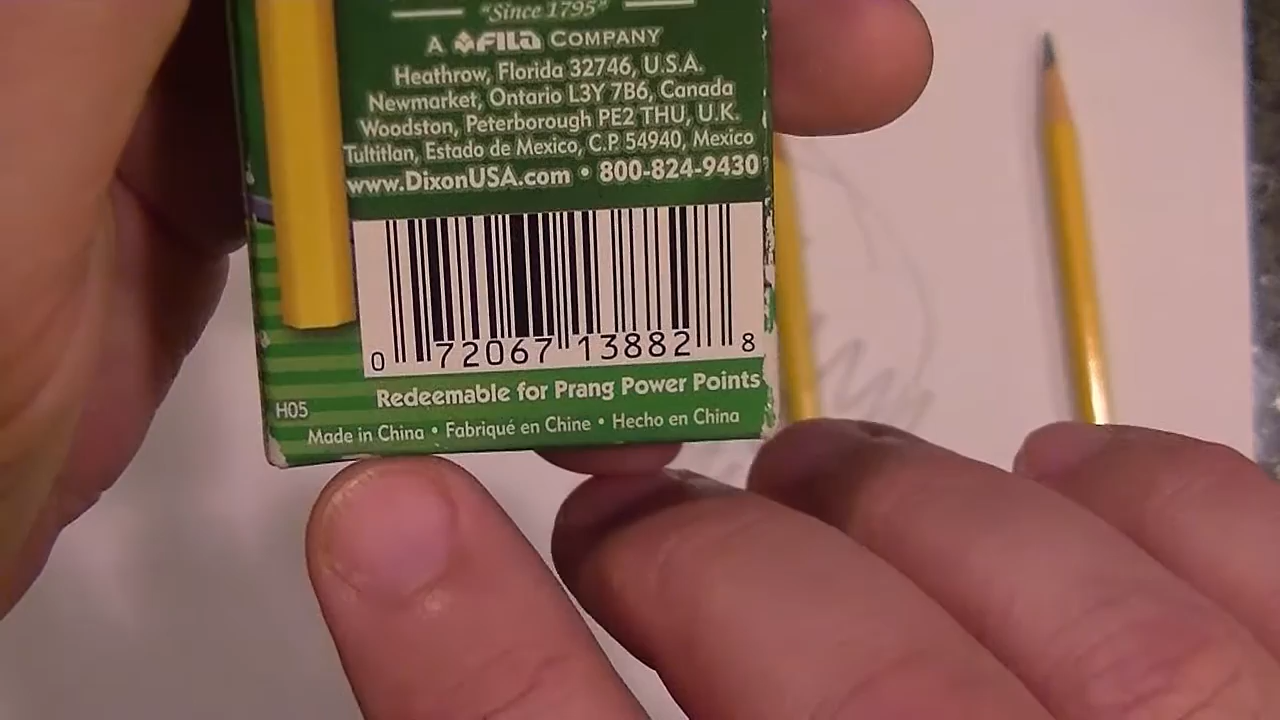 "Since 1795"
A FILA COMPANY
Heathrow, Florida 32746, U.S.A.
Newmarket, Ontario L3Y 7B6, Canada
Woodston, Peterborough PE2 THU, U.K.
Tultitlan, Estado de Mexico, C.P. 54940, Mexico
www.DixonUSA.com • 800-824-9430
0 72067 13882 8
Redeemable for Prang Power Points
H05
Made in China • Fabriqué en Chine • Hecho en China